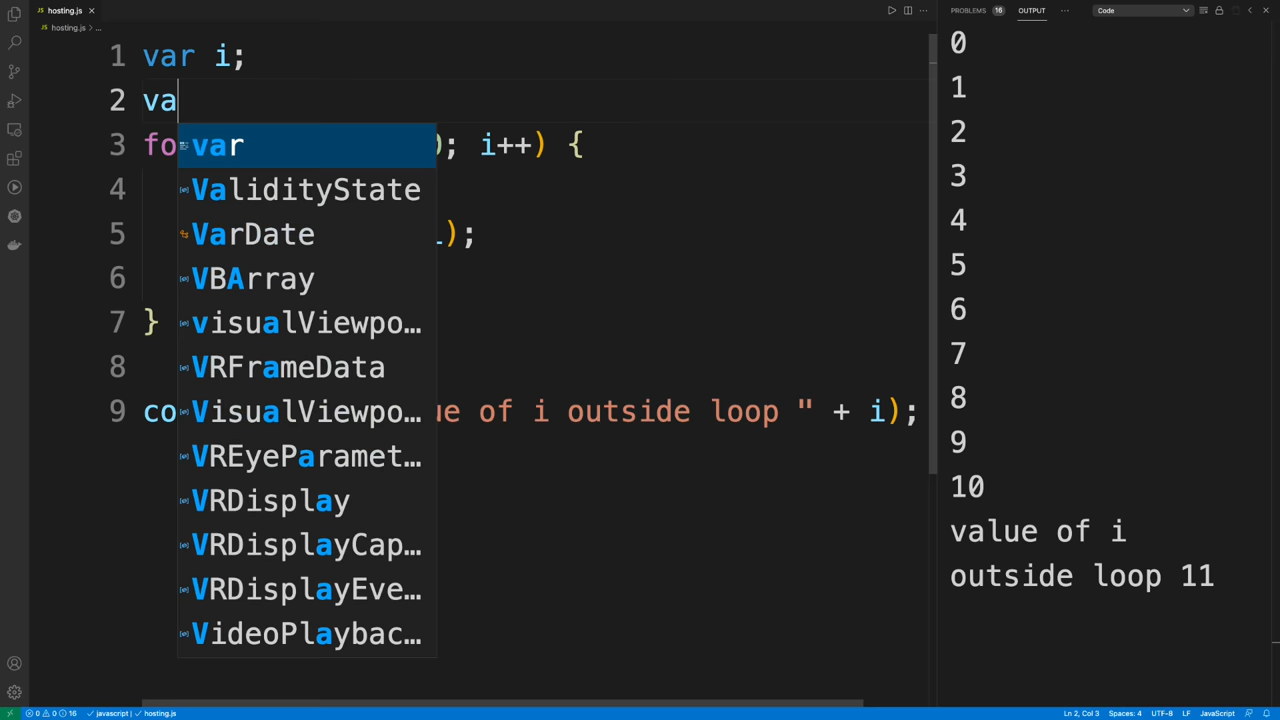 hosting.js
hosting.js > ...
1 var i;
2 va
3 fo ); i++) {
4
5 );
6
7 }
8
9 co ue of i outside loop " + i);
var
ValidityState
VarDate
VBArray
visualViewpo…
VRFrameData
VisualViewpo…
VREyeParamet…
VRDisplay
VRDisplayCap…
VRDisplayEve…
VideoPlaybac…
PROBLEMS 16 OUTPUT ... Code
0
1
2
3
4
5
6
7
8
9
10
value of i
outside loop 11
0 0 16 javascript | hosting.js Ln 2, Col 3 Spaces: 4 UTF-8 LF JavaScript